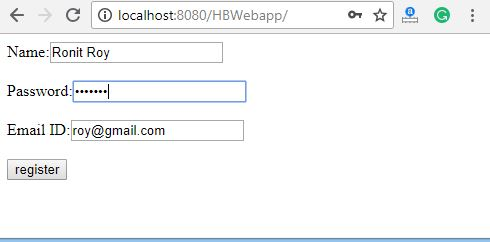 localhost:8080/HBWebapp/
Name:Ronit Roy
Password:•••••••
Email ID:roy@gmail.com
register